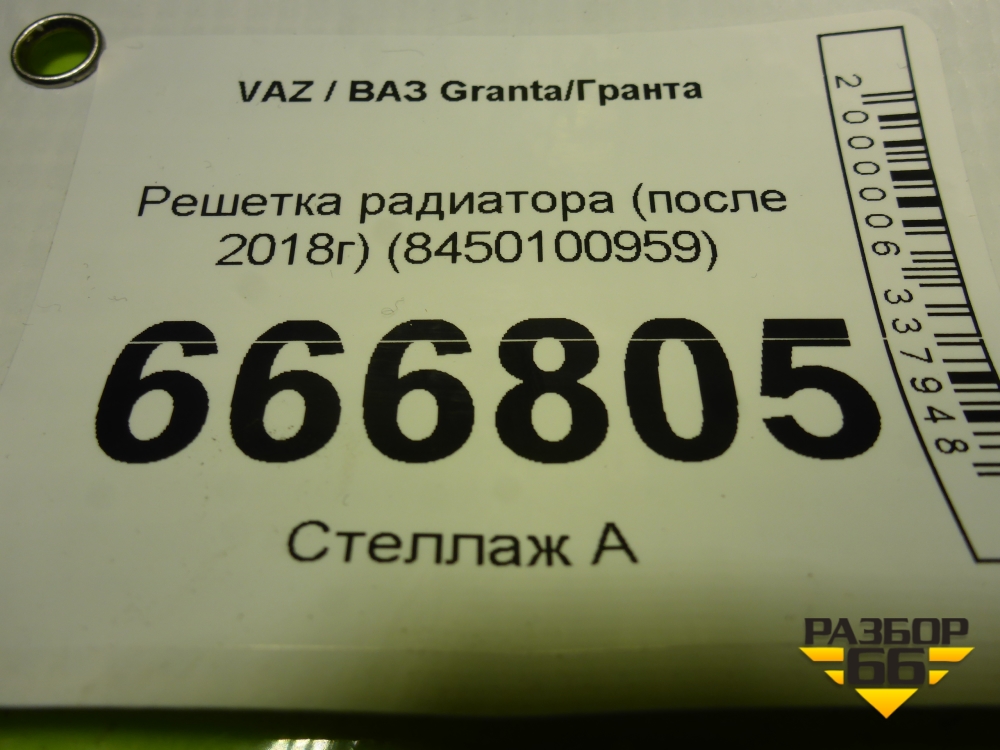 VAZ / ВАЗ Granta/Гранта
Решетка радиатора (после
2018г) (8450100959)
666805
Стеллаж А
2000006337948
РАЗБОР
66